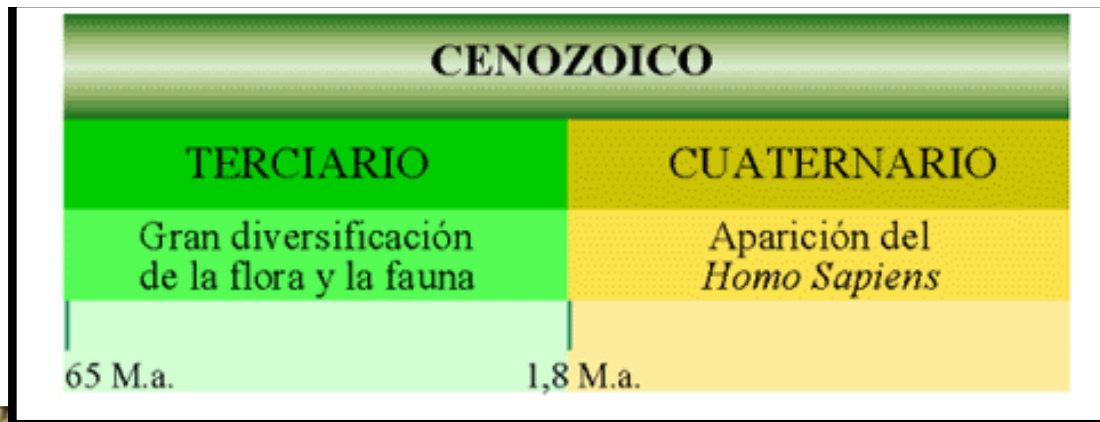 CENOZOICO
TERCIARIO
CUATERNARIO
Gran diversificación
de la flora y la fauna
Aparición del
Homo Sapiens
65 M.a.
1,8 M.a.